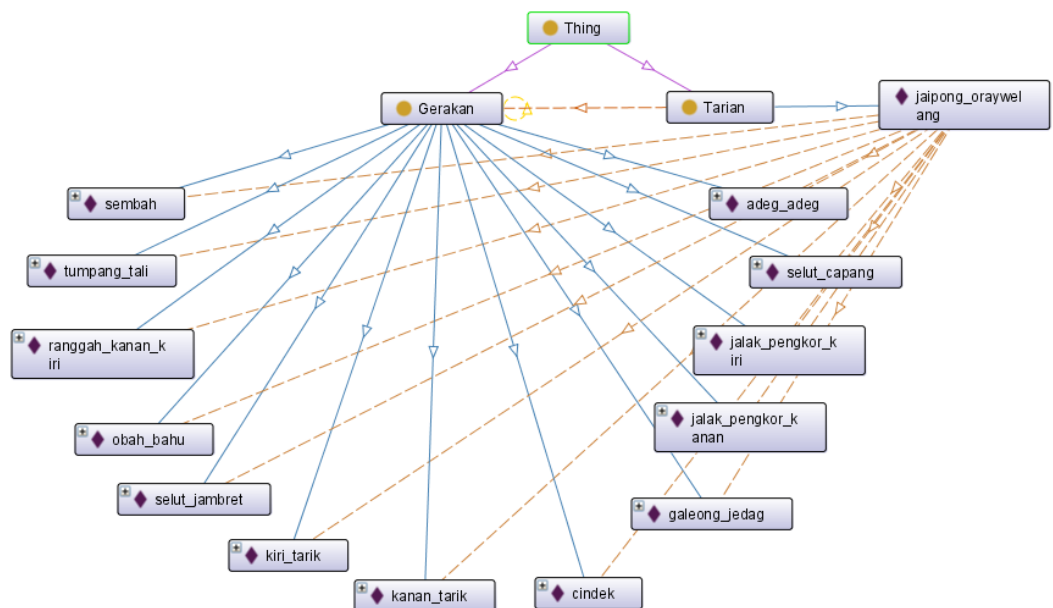 Thing
Gerakan
Tarian
jaipong_oraywel
ang
sembah
adeg_adeg
tumpang_tali
selut_capang
ranggah_kanan_k
iri
jalak_pengkor_k
iri
obah_bahu
jalak_pengkor_k
anan
selut_jambret
galeong_jedag
kiri_tarik
kanan_tarik
cindek